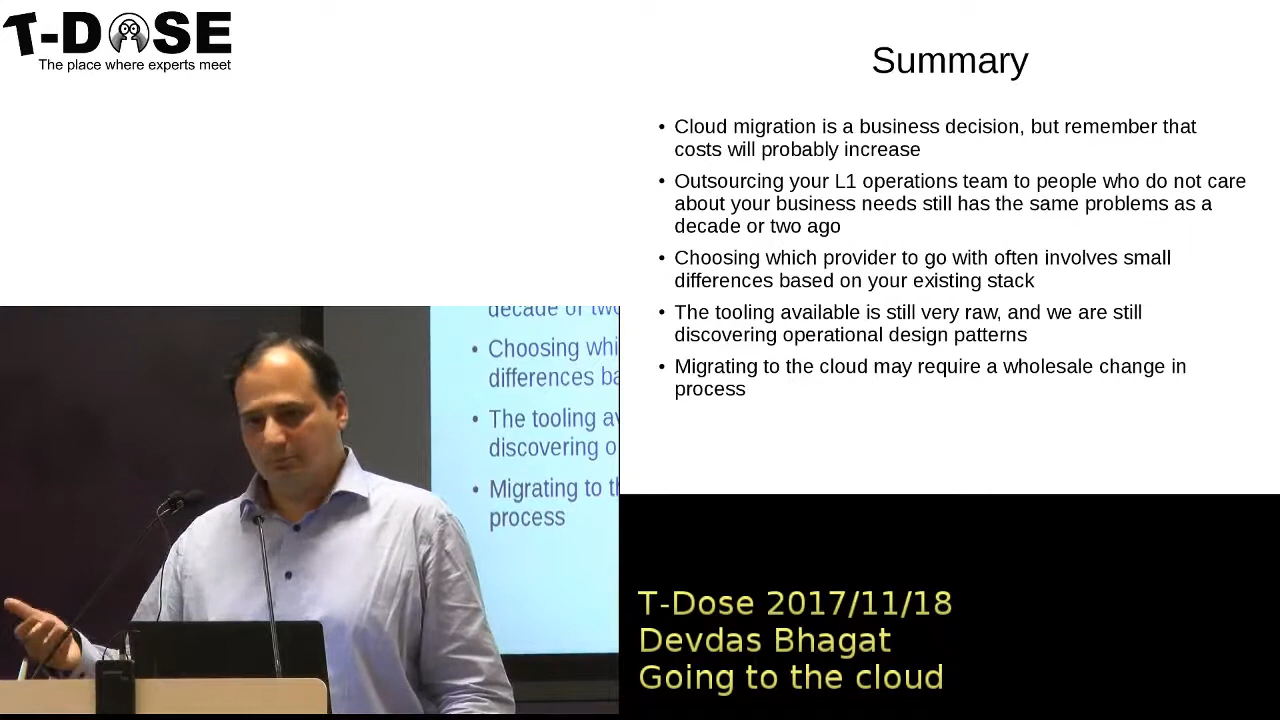 T-DOSE
The place where experts meet
Summary
• Cloud migration is a business decision, but remember that
costs will probably increase
• Outsourcing your L1 operations team to people who do not care
about your business needs still has the same problems as a
decade or two ago
• Choosing which provider to go with often involves small
differences based on your existing stack
• The tooling available is still very raw, and we are still
discovering operational design patterns
• Migrating to the cloud may require a wholesale change in
process
decade or two
• Choosing whi
differences ba
• The tooling av
discovering o
• Migrating to th
process
T-Dose 2017/11/18
Devdas Bhagat
Going to the cloud